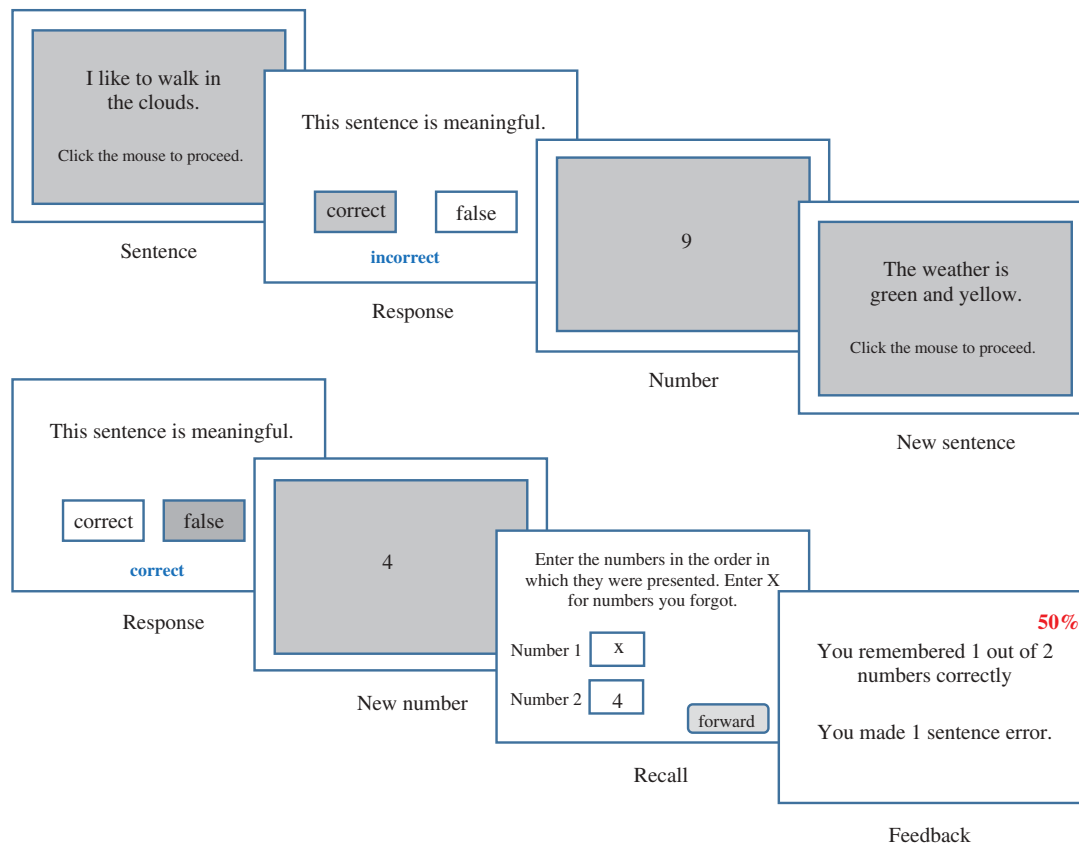 I like to walk in
the clouds.
Click the mouse to proceed.
Sentence
This sentence is meaningful.
correct
false
incorrect
Response
9
Number
The weather is
green and yellow.
Click the mouse to proceed.
New sentence
This sentence is meaningful.
correct
false
correct
Response
4
New number
Enter the numbers in the order in
which they were presented. Enter X
for numbers you forgot.
Number 1
x
Number 2
4
forward
Recall
50%
You remembered 1 out of 2
numbers correctly
You made 1 sentence error.
Feedback